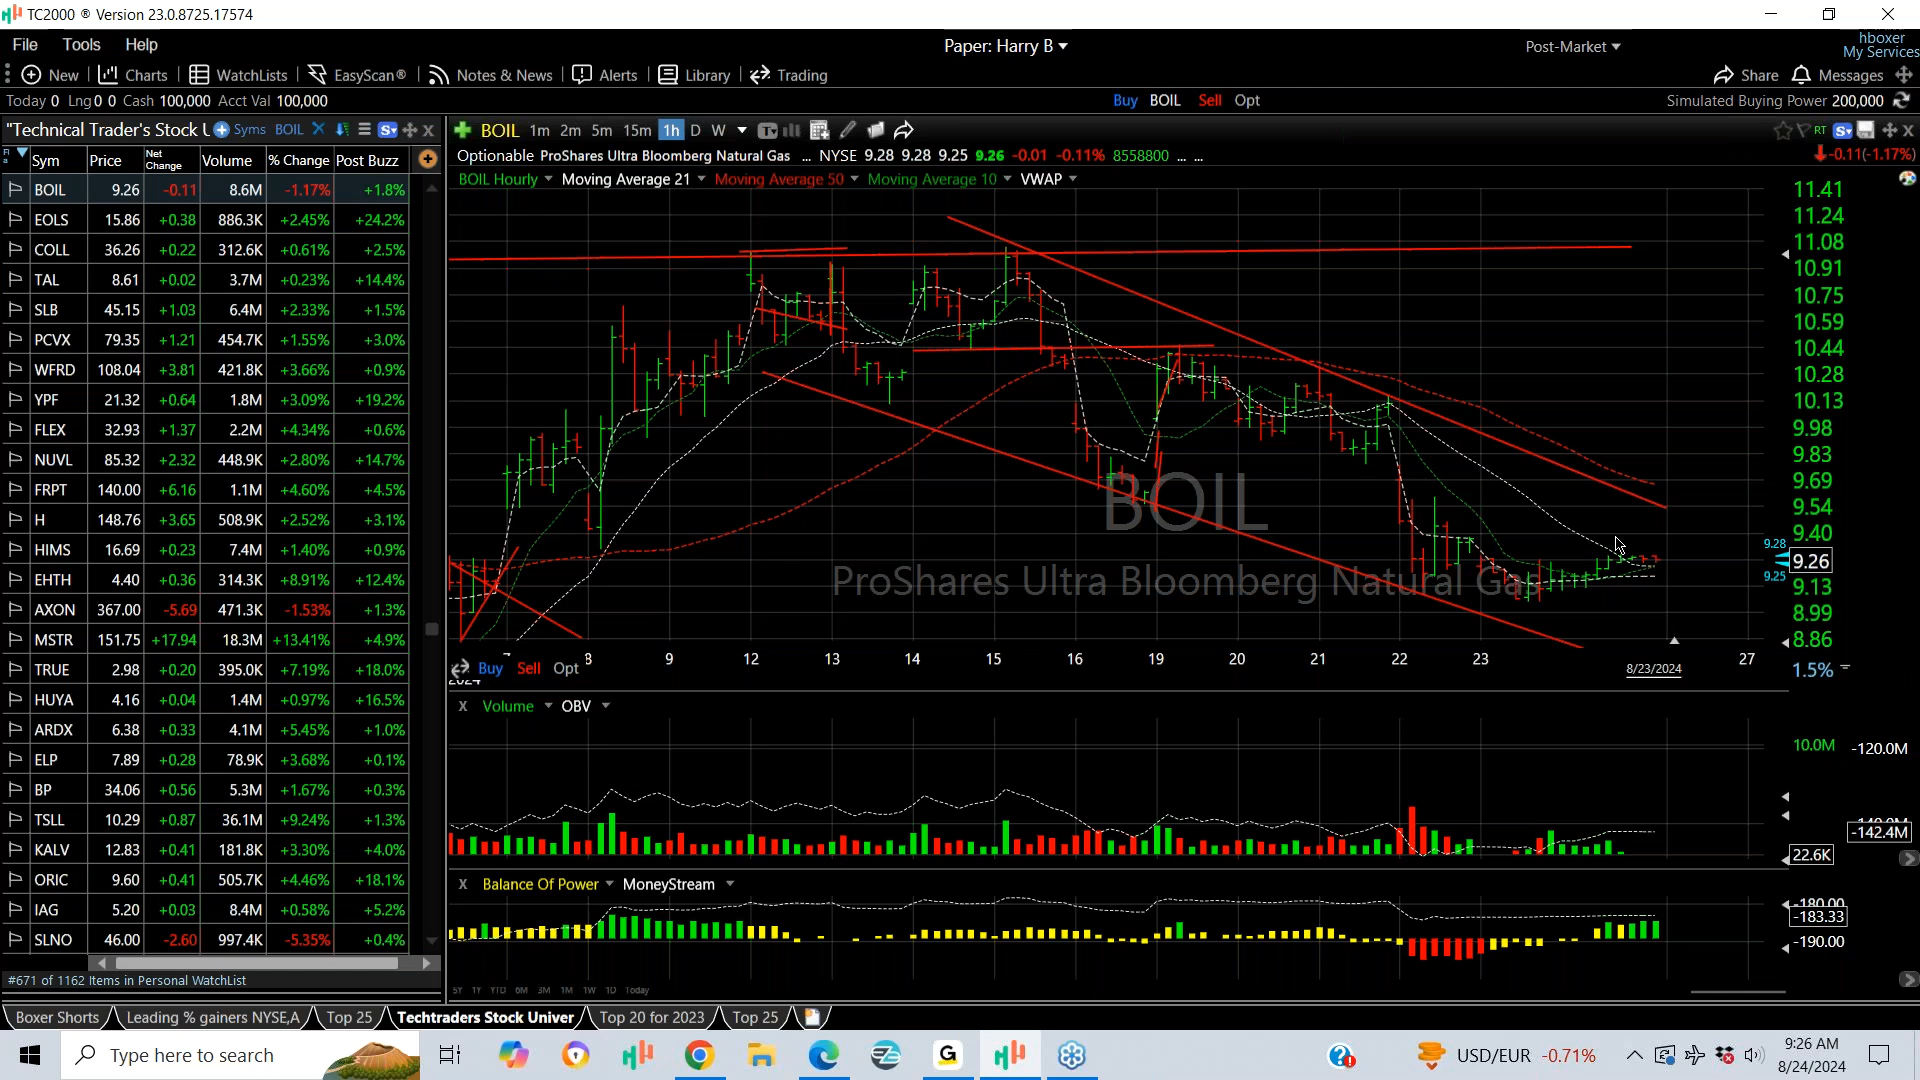 TC2000 ® Version 23.0.8725.17574
File Tools Help
Paper: Harry B
Post-Market
hboxer
My Services
New Charts WatchLists EasyScan® Notes & News Alerts Library Trading
Share Messages
Today 0 Lng 0 0 Cash 100,000 Acct Val 100,000
Buy BOIL Sell Opt
Simulated Buying Power 200,000
"Technical Trader's Stock U Syms BOIL
BOIL 1m 2m 5m 15m 1h D W
RT
Optionable ProShares Ultra Bloomberg Natural Gas ... NYSE 9.28 9.28 9.25 9.26 -0.01 -0.11% 8558800 ... ...
-0.11(-1.17%)
BOIL Hourly Moving Average 21 Moving Average 50 Moving Average 10 VWAP
Sym Price Net Change Volume % Change Post Buzz
BOIL 9.26 -0.11 8.6M -1.17% +1.8%
EOLS 15.86 +0.38 886.3K +2.45% +24.2%
COLL 36.26 +0.22 312.6K +0.61% +2.5%
TAL 8.61 +0.02 3.7M +0.23% +14.4%
SLB 45.15 +1.03 6.4M +2.33% +1.5%
PCVX 79.35 +1.21 454.7K +1.55% +3.0%
WFRD 108.04 +3.81 421.8K +3.66% +0.9%
YPF 21.32 +0.64 1.8M +3.09% +19.2%
FLEX 32.93 +1.37 2.2M +4.34% +0.6%
NUVL 85.32 +2.32 448.9K +2.80% +14.7%
FRPT 140.00 +6.16 1.1M +4.60% +4.5%
H 148.76 +3.65 508.9K +2.52% +3.1%
HIMS 16.69 +0.23 7.4M +1.40% +0.9%
EHTH 4.40 +0.36 314.3K +8.91% +12.4%
AXON 367.00 -5.69 471.3K -1.53% +1.3%
MSTR 151.75 +17.94 18.3M +13.41% +4.9%
TRUE 2.98 +0.20 395.0K +7.19% +18.0%
HUYA 4.16 +0.04 1.4M +0.97% +16.5%
ARDX 6.38 +0.33 4.1M +5.45% +1.0%
ELP 7.89 +0.28 78.9K +3.68% +0.1%
BP 34.06 +0.56 5.3M +1.67% +0.3%
TSLL 10.29 +0.87 36.1M +9.24% +1.3%
KALV 12.83 +0.41 181.8K +3.30% +4.0%
ORIC 9.60 +0.41 505.7K +4.46% +18.1%
IAG 5.20 +0.03 8.4M +0.58% +5.2%
SLNO 46.00 -2.60 997.4K -5.35% +0.4%
#671 of 1162 Items in Personal WatchList
11.41
11.24
11.08
10.91
10.75
10.59
10.44
10.28
10.13
9.98
9.83
9.69
9.54
9.40
9.28
9.26
9.25
9.13
8.99
8.86
1.5%
BOIL
ProShares Ultra Bloomberg Natural Gas
8 9 12 13 14 15 16 19 20 21 22 23 27
8/23/2024
Buy Sell Opt
X Volume OBV
10.0M -120.0M
-142.4M
22.6K
X Balance Of Power MoneyStream
-180.00
-183.33
-190.00
5Y 1Y YTD 6M 3M 1M 1W 1D Today
Boxer Shorts Leading % gainers NYSE,A Top 25 Techtraders Stock Univer Top 20 for 2023 Top 25
Type here to search
USD/EUR -0.71%
9:26 AM
8/24/2024